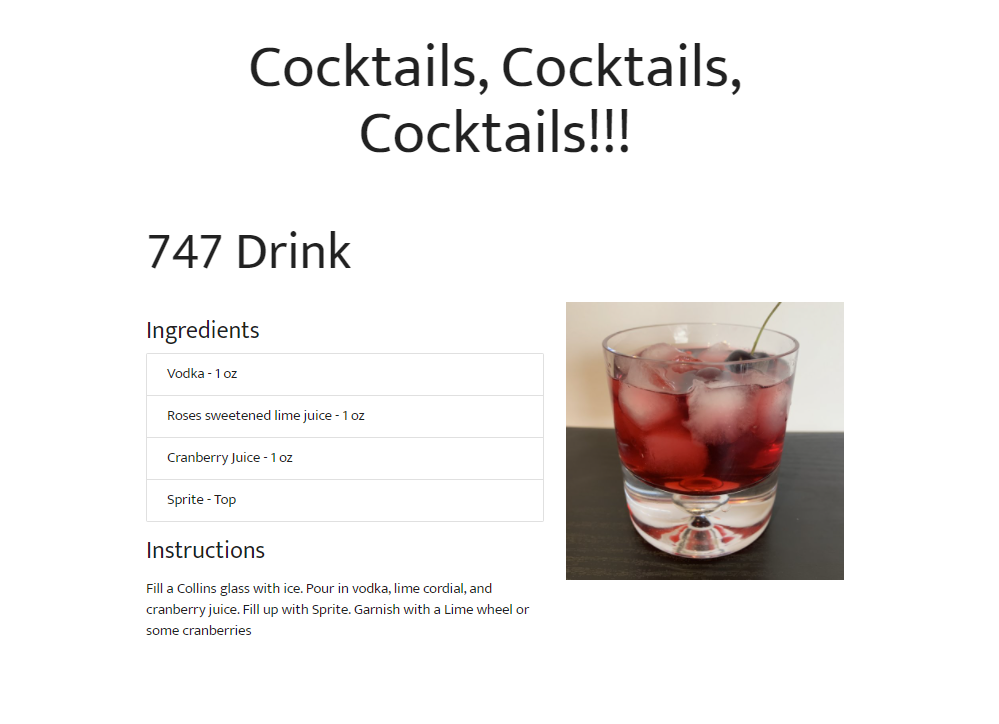 Cocktails, Cocktails,
Cocktails!!!
747 Drink
Ingredients
Vodka - 1 oz
Roses sweetened lime juice - 1 oz
Cranberry Juice - 1 oz
Sprite - Top
Instructions
Fill a Collins glass with ice. Pour in vodka, lime cordial, and
cranberry juice. Fill up with Sprite. Garnish with a Lime wheel or
some cranberries